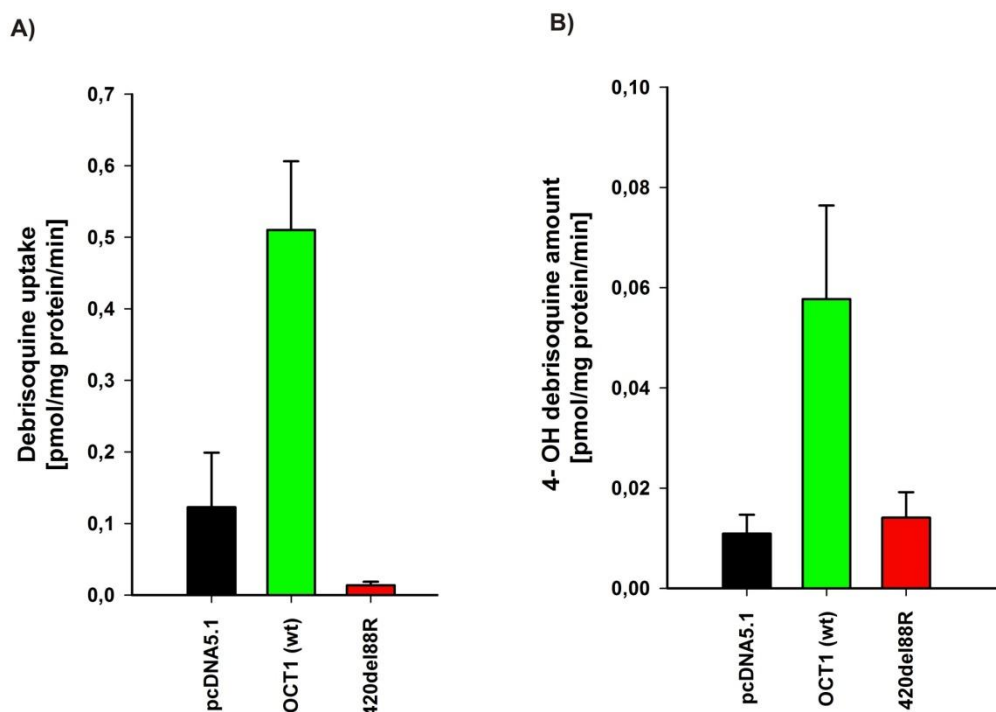 A)
Debrisoquine uptake
[pmol/mg protein/min]
0,7
0,6
0,5
0,4
0,3
0,2
0,1
0,0
pcDNA5.1
OCT1 (wt)
420del88R
B)
4- OH debrisoquine amount
[pmol/mg protein/min]
0,10
0,08
0,06
0,04
0,02
0,00
pcDNA5.1
OCT1 (wt)
420del88R